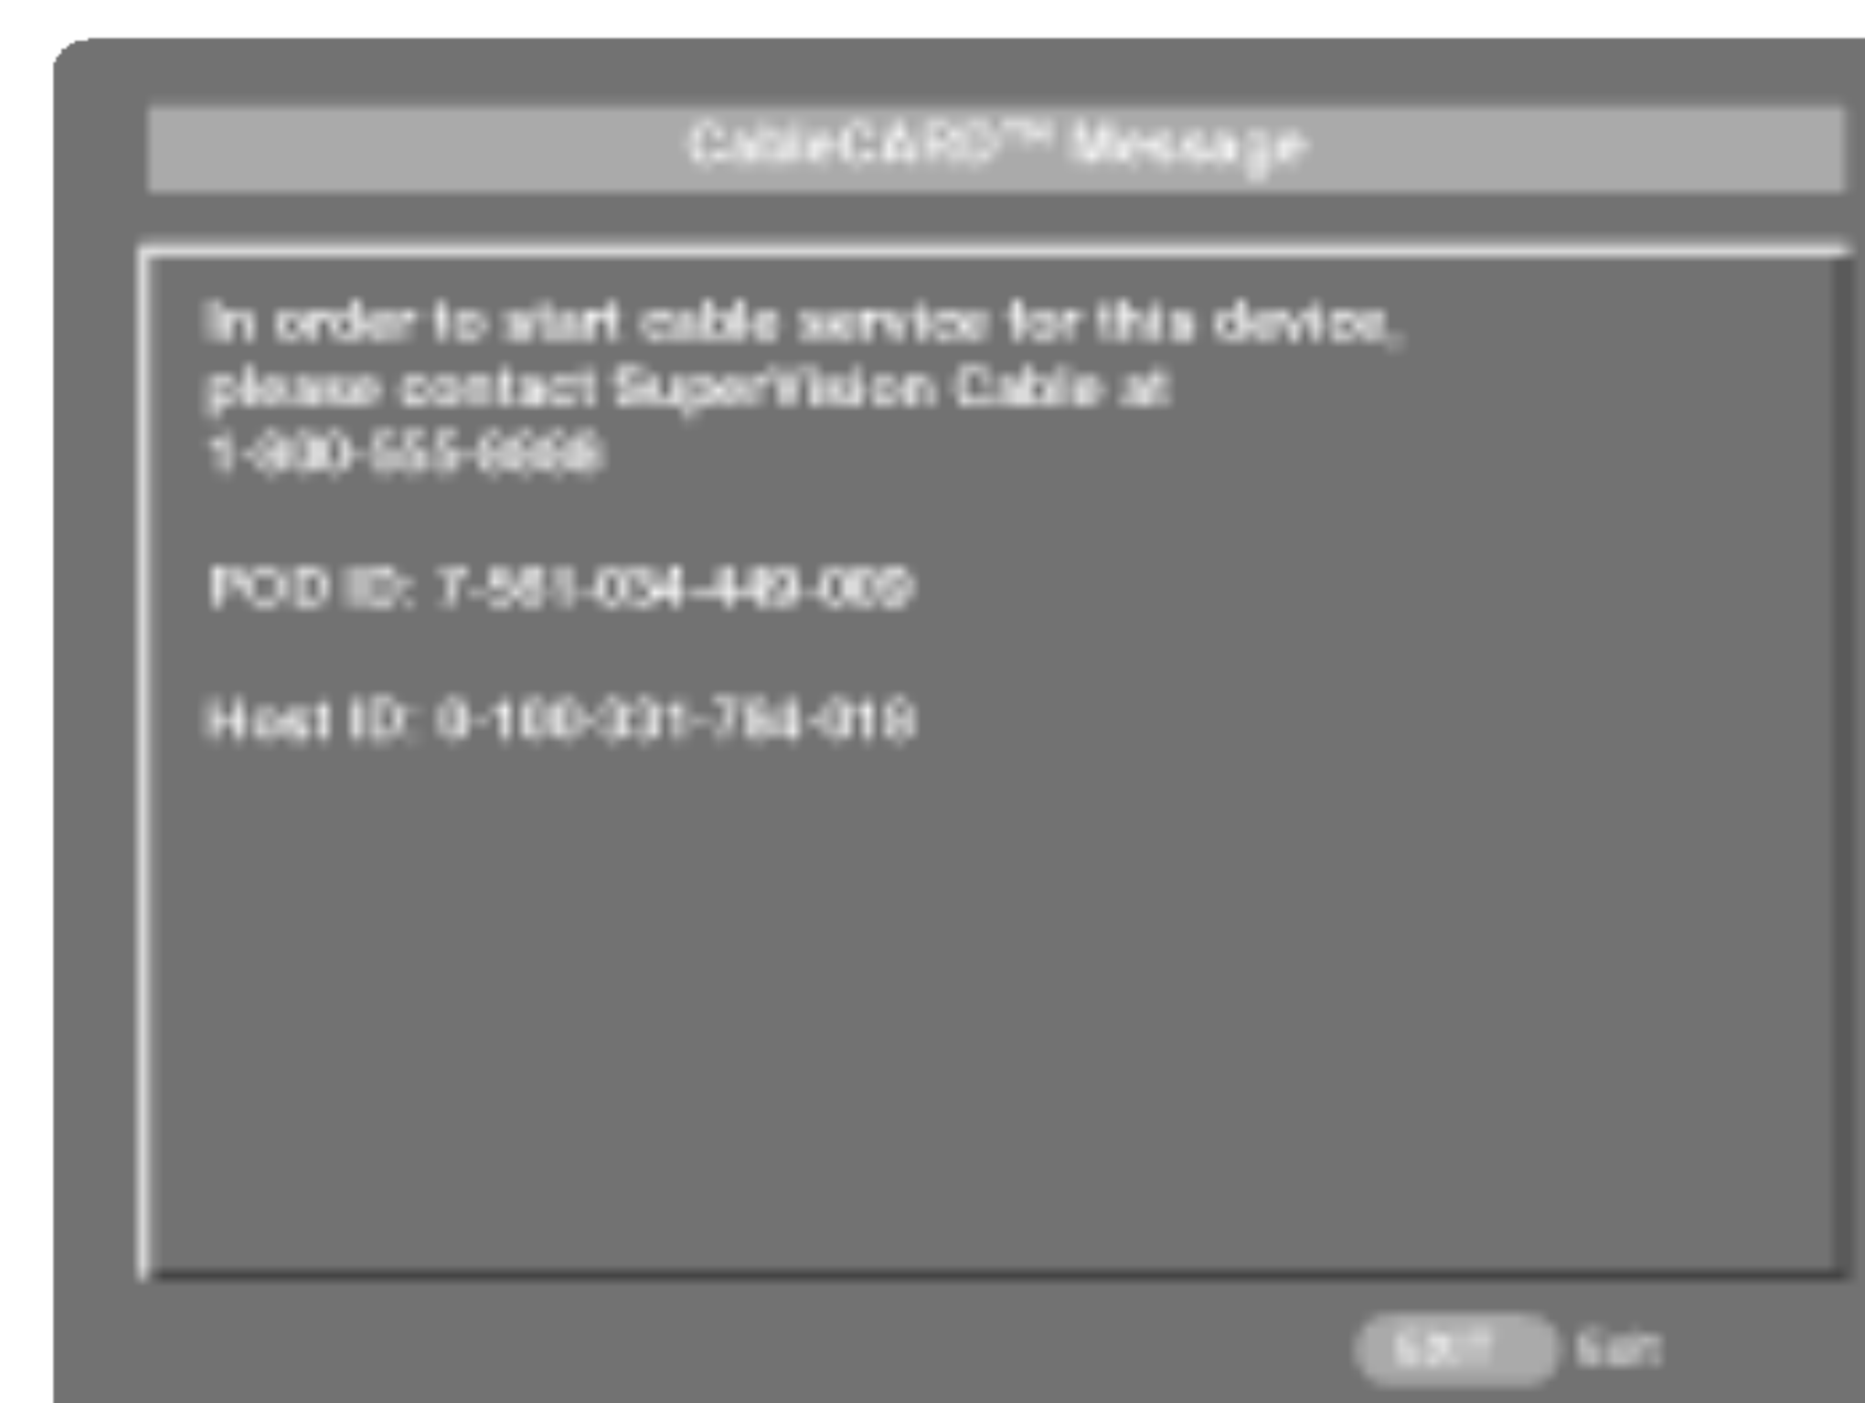 CableCARD™ Message
In order to start cable service for this device,
please contact SuperVision Cable at
POD ID:
Host ID:
EXIT Exit